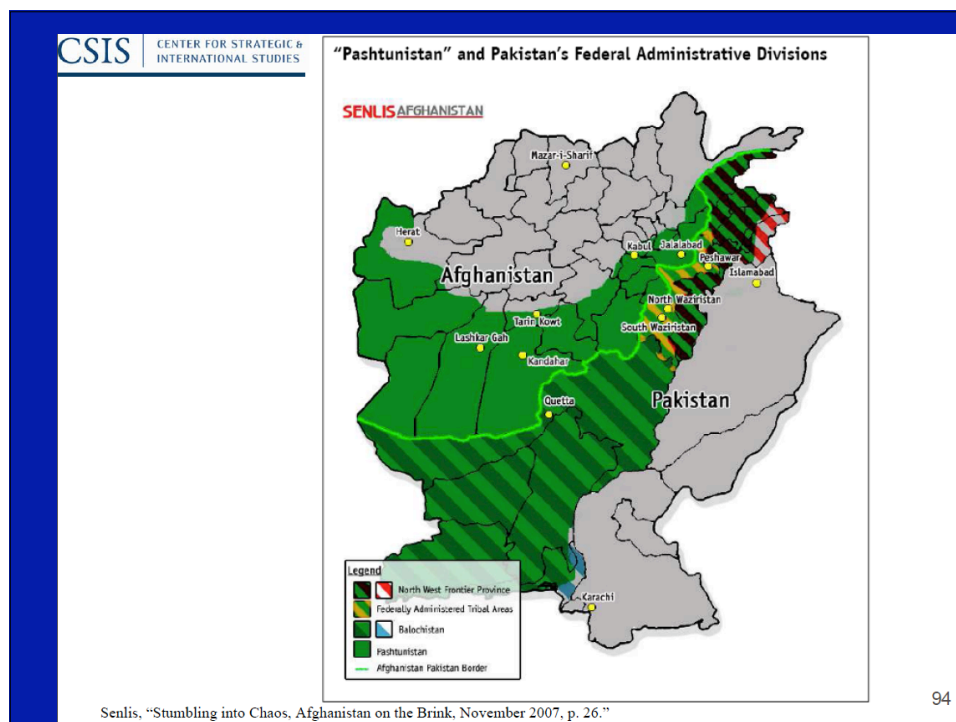 CSIS
CENTER FOR STRATEGIC &
INTERNATIONAL STUDIES
“Pashtunistan” and Pakistan’s Federal Administrative Divisions
SENLIS AFGHANISTAN
Mazar-i-Sharif
Herat
Kabul
Jalalabad
Peshawar
Islamabad
Afghanistan
North Waziristan
Tarin Kowt
South Waziristan
Lashkar Gah
Kandahar
Quetta
Pakistan
Legend
North West Frontier Province
Federally Administered Tribal Areas
Balochistan
Pashtunistan
Afghanistan Pakistan Border
Karachi
94
Senlis, “Stumbling into Chaos, Afghanistan on the Brink, November 2007, p. 26.”